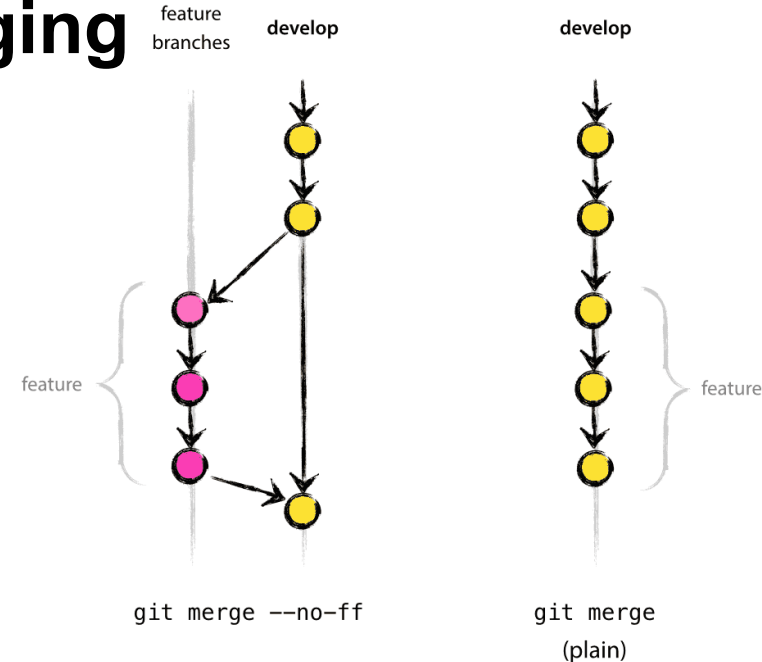 ging
feature
branches
develop
develop
feature
feature
git merge --no-ff
git merge
(plain)